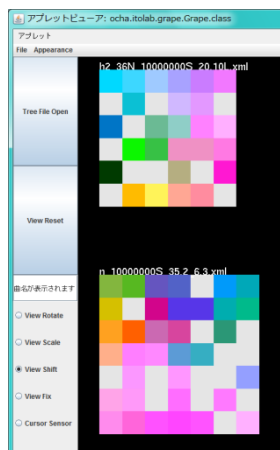 アプレットビューア: ocha.itolab.grape.Grape.class
アプレット
File Appearance
h2_36N_10000000S_20.10L.xml
Tree File Open
View Reset
n_10000000S_35.2_6.3.xml
曲名が表示されます
View Rotate
View Scale
View Shift
View Fix
Cursor Sensor